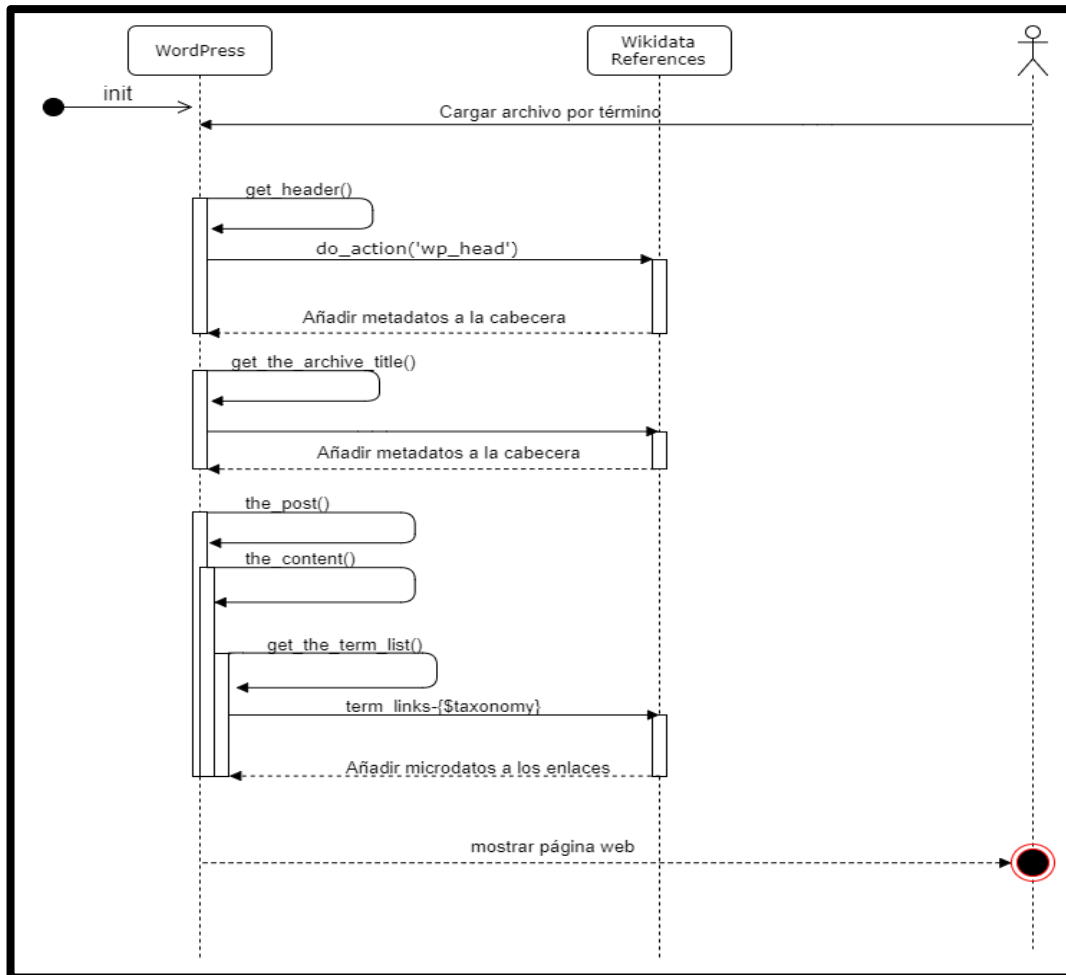 WordPress
Wikidata
References
init
Cargar archivo por término
get_header()
do_action('wp_head')
Añadir metadatos a la cabecera
get_the_archive_title()
Añadir metadatos a la cabecera
the_post()
the_content()
get_the_term_list()
term_links-{$taxonomy}
Añadir microdatos a los enlaces
mostrar página web